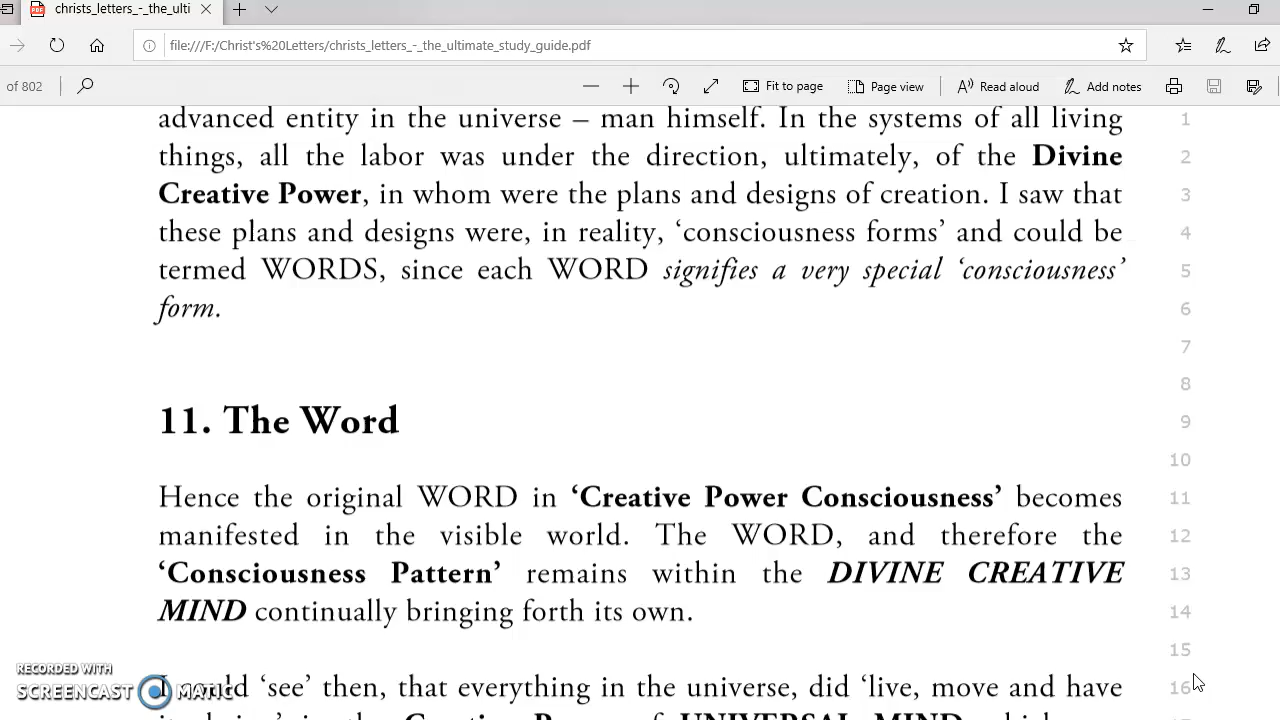 christs_letters_-_the_ulti
file:///F:/Christ's%20Letters/christs_letters_-_the_ultimate_study_guide.pdf
of 802 Fit to page Page view Read aloud Add notes
advanced entity in the universe – man himself. In the systems of all living 1
things, all the labor was under the direction, ultimately, of the Divine 2
Creative Power, in whom were the plans and designs of creation. I saw that 3
these plans and designs were, in reality, ‘consciousness forms’ and could be 4
termed WORDS, since each WORD signifies a very special ‘consciousness’ 5
form. 6
7
8
11. The Word 9
10
Hence the original WORD in ‘Creative Power Consciousness’ becomes 11
manifested in the visible world. The WORD, and therefore the 12
‘Consciousness Pattern’ remains within the DIVINE CREATIVE 13
MIND continually bringing forth its own. 14
15
RECORDED WITH
SCREENCAST MATIC
‘see’ then, that everything in the universe, did ‘live, move and have 16